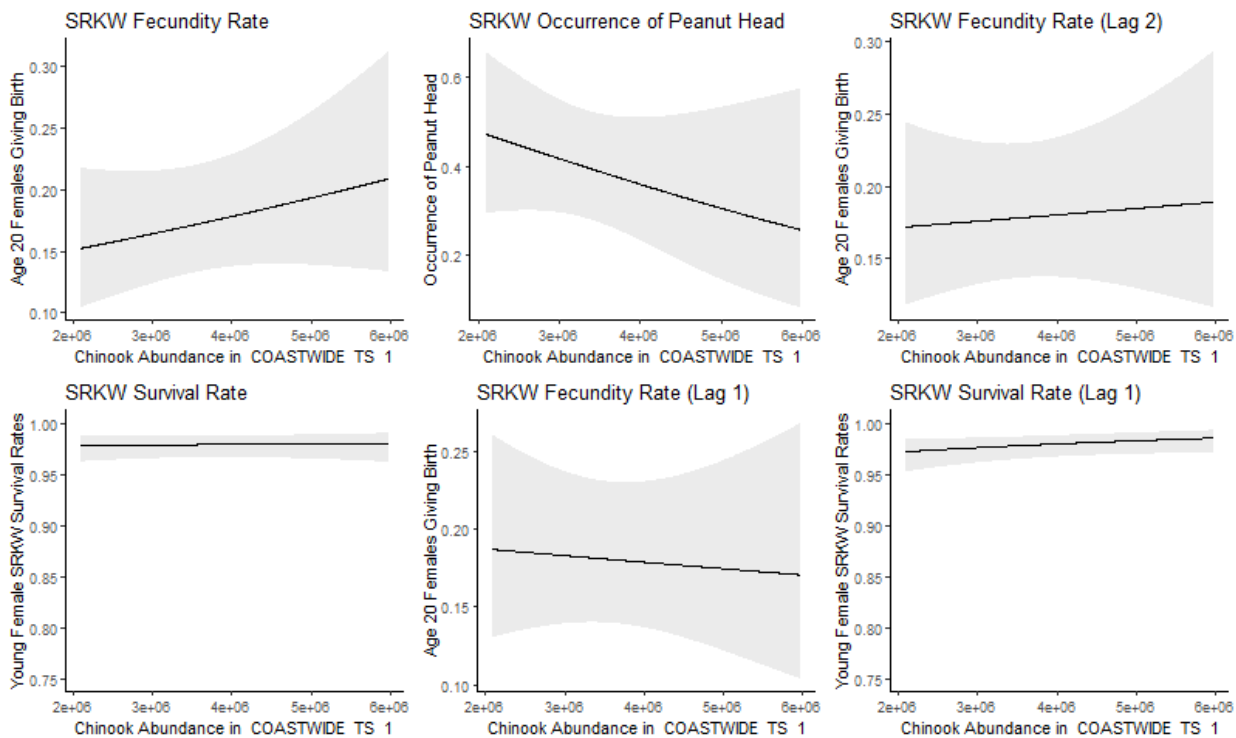 SRKW Fecundity Rate
Age 20 Females Giving Birth
0.30
0.25
0.20
0.15
0.10
2e+06 3e+06 4e+06 5e+06 6e+06
Chinook Abundance in COASTWIDE TS 1
SRKW Occurrence of Peanut Head
Occurrence of Peanut Head
0.6
0.4
0.2
2e+06 3e+06 4e+06 5e+06 6e+06
Chinook Abundance in COASTWIDE TS 1
SRKW Fecundity Rate (Lag 2)
Age 20 Females Giving Birth
0.30
0.25
0.20
0.15
2e+06 3e+06 4e+06 5e+06 6e+06
Chinook Abundance in COASTWIDE TS 1
SRKW Survival Rate
Young Female SRKW Survival Rates
1.00
0.95
0.90
0.85
0.80
0.75
2e+06 3e+06 4e+06 5e+06 6e+06
Chinook Abundance in COASTWIDE TS 1
SRKW Fecundity Rate (Lag 1)
Age 20 Females Giving Birth
0.25
0.20
0.15
0.10
2e+06 3e+06 4e+06 5e+06 6e+06
Chinook Abundance in COASTWIDE TS 1
SRKW Survival Rate (Lag 1)
Young Female SRKW Survival Rates
1.00
0.95
0.90
0.85
0.80
0.75
2e+06 3e+06 4e+06 5e+06 6e+06
Chinook Abundance in COASTWIDE TS 1